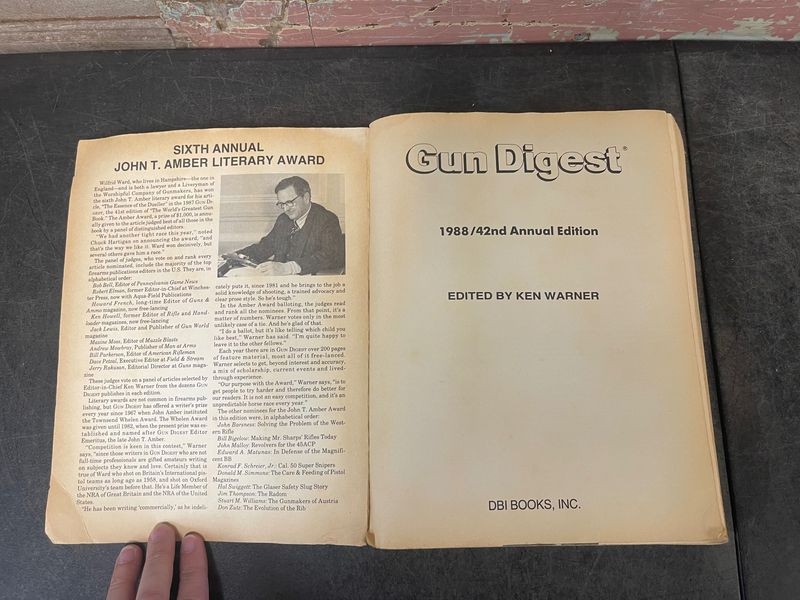 SIXTH ANNUAL
JOHN T. AMBER LITERARY AWARD
Wilfrid Ward, who lives in Hampshire—the one in
England—and is both a lawyer and a Liveryman of
the Worshipful Company of Gunmakers, has won
the sixth John T. Amber literary award for his arti-
cle, "The Essence of the Dueller" in the 1987 GUN DI-
GEST, the 41st edition of "The World's Greatest Gun
Book." The Amber Award, a prize of $1,000, is annu-
ally given to the article judged best of all those in the
book by a panel of distinguished editors.
"We had another tight race this year," noted
Chuck Hartigan on announcing the award, "and
that's the way we like it. Ward won decisively, but
several others gave him a race."
The panel of judges, who vote on and rank every
article nominated, include the majority of the top
firearms publications editors in the U.S. They are, in
alphabetical order:
Bob Bell, Editor of Pennsylvania Game News
Robert Elman, former Editor-in-Chief at Winches-
ter Press, now with Aqua-Field Publications
Howard French, long-time Editor of Guns &
Ammo magazine, now free-lancing
Ken Howell, former Editor of Rifle and Hand-
loader magazines, now free-lancing
Jack Lewis, Editor and Publisher of Gun World
magazine
Maxine Moss, Editor of Muzzle Blasts
Andrew Mowbray, Publisher of Man at Arms
Bill Parkerson, Editor of American Rifleman
Dave Petzal, Executive Editor at Field & Stream
Jerry Rakusan, Editorial Director at Guns maga-
zine
These judges vote on a panel of articles selected by
Editor-in-Chief Ken Warner from the dozens GUN
DIGEST publishes in each edition.
Literary awards are not common in firearms pub-
lishing, but GUN DIGEST has offered a writer's prize
every year since 1967 when John Amber instituted
the Townsend Whelen Award. The Whelen Award
was given until 1982, when the present prize was es-
tablished and named after GUN DIGEST Editor
Emeritus, the late John T. Amber.
"Competition is keen in this contest," Warner
says, "since those writers in GUN DIGEST who are not
full-time professionals are gifted amateurs writing
on subjects they know and love. Certainly that is
true of Ward who shot on Britain's International pis-
tol teams as long ago as 1958, and shot on Oxford
University's team before that. He's a Life Member of
the NRA of Great Britain and the NRA of the United
States.
"He has been writing 'commercially,' as he indeli-
cately puts it, since 1981 and he brings to the job a
solid knowledge of shooting, a trained advocacy and
clear prose style. So he's tough."
In the Amber Award balloting, the judges read
and rank all the nominees. From that point, it's a
matter of numbers. Warner votes only in the most
unlikely case of a tie. And he's glad of that.
"I do a ballot, but it's like telling which child you
like best," Warner has said. "I'm quite happy to
leave it to the other fellows."
Each year there are in GUN DIGEST over 200 pages
of feature material, most all of it free-lanced.
Warner selects to get, beyond interest and accuracy,
a mix of scholarship, current events and lived-
through experience.
"Our purpose with the Award," Warner says, "is to
get people to try harder and therefore do better for
our readers. It is not an easy competition, and it's an
unpredictable horse race every year."
The other nominees for the John T. Amber Award
in this edition were, in alphabetical order:
John Barsness: Solving the Problem of the West-
ern Rifle
Bill Bigelow: Making Mr. Sharps' Rifles Today
John Malloy: Revolvers for the 45ACP
Edward A. Matunas: In Defense of the Magnifi-
cent BB
Konrad F. Schreier, Jr.: Cal. 50 Super Snipers
Donald M. Simmons: The Care & Feeding of Pistol
Magazines
Hal Swiggett: The Glaser Safety Slug Story
Jim Thompson: The Radom
Stuart M. Williams: The Gunmakers of Austria
Don Zutz: The Evolution of the Rib
Gun Digest®
1988/42nd Annual Edition
EDITED BY KEN WARNER
DBI BOOKS, INC.